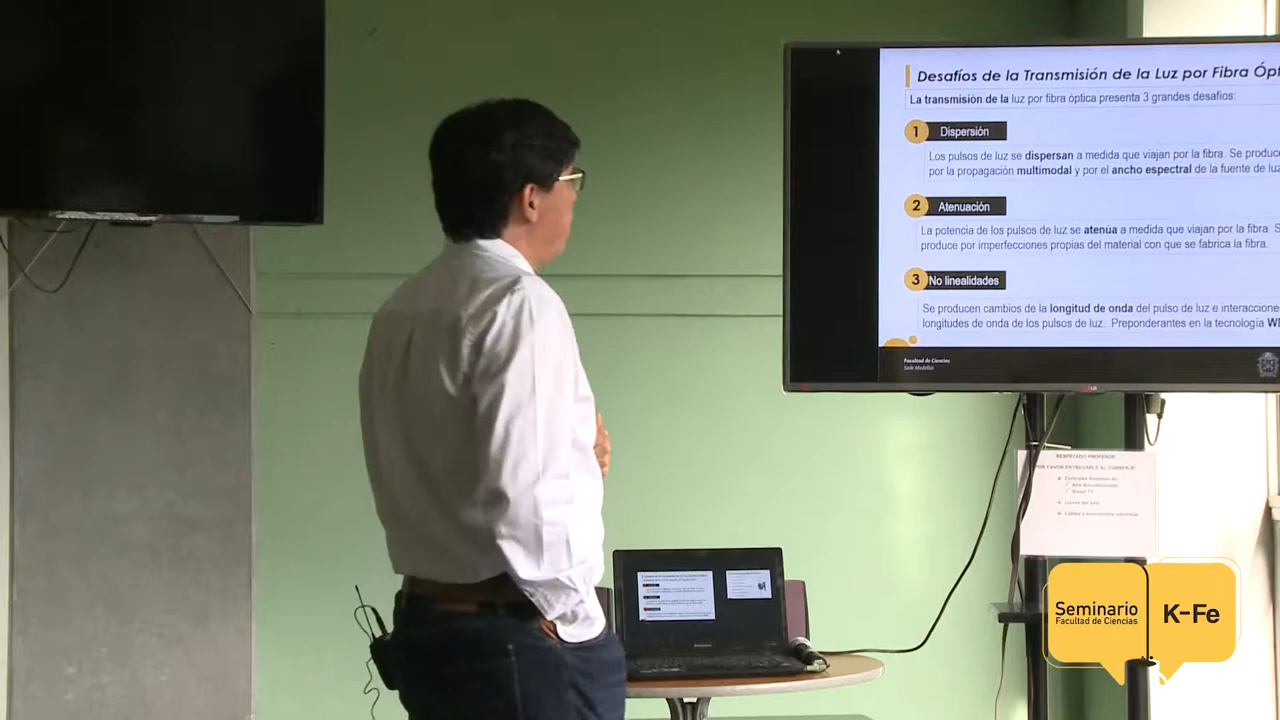 Desafíos de la Transmisión de la Luz por Fibra Ópt
La transmisión de la luz por fibra óptica presenta 3 grandes desafíos:
1 Dispersión
Los pulsos de luz se dispersan a medida que viajan por la fibra. Se produce
por la propagación multimodal y por el ancho espectral de la fuente de luz
2 Atenuación
La potencia de los pulsos de luz se atenúa a medida que viajan por la fibra. S
produce por imperfecciones propias del material con que se fabrica la fibra.
3 No linealidades
Se producen cambios de la longitud de onda del pulso de luz e interaccione
longitudes de onda de los pulsos de luz. Preponderantes en la tecnología W
Facultad de Ciencias
Sede Medellín
LG
RESPETADO PROFESOR
POR FAVOR ENTREGARLE AL CONSERJE:
Seminario
Facultad de Ciencias
K-Fe